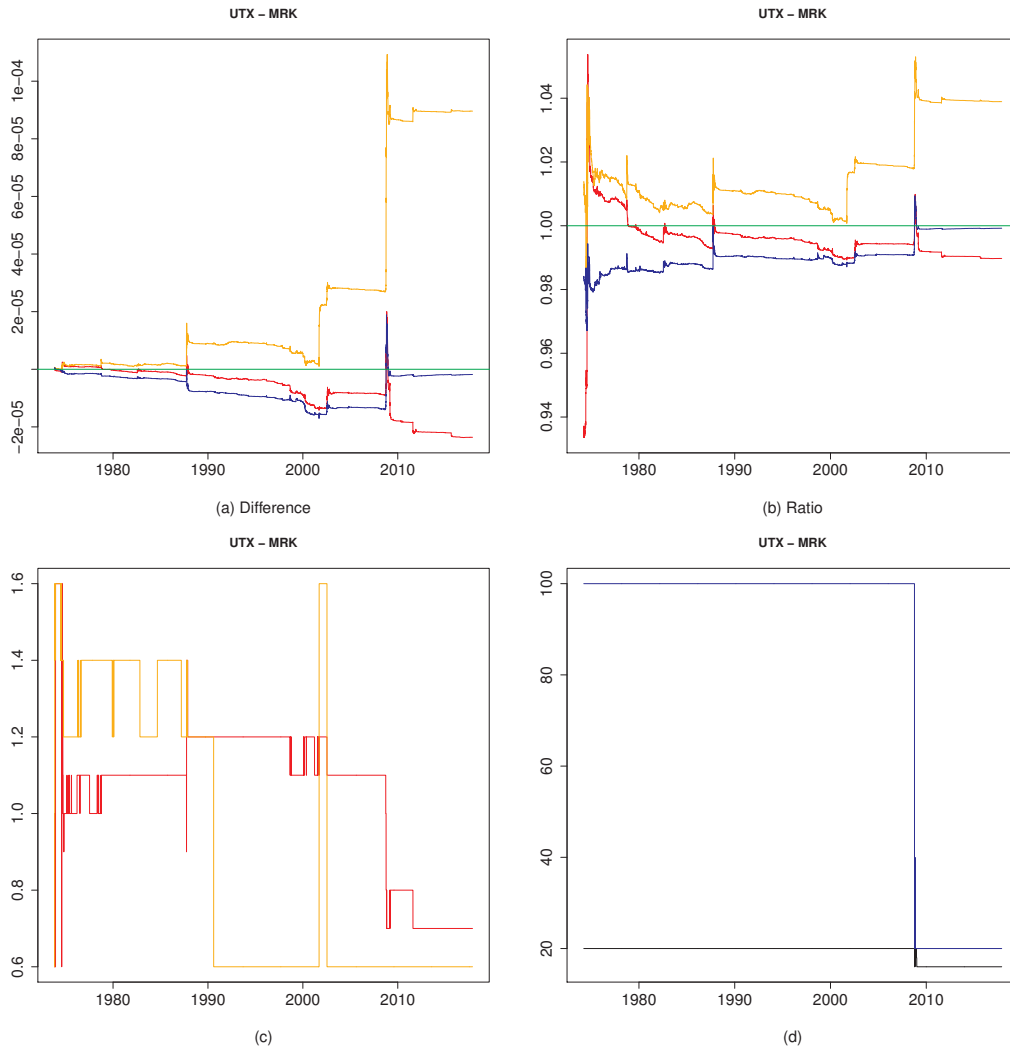 UTX – MRK
UTX – MRK
1e−04
8e−05
6e−05
4e−05
2e−05
−2e−05
1980 1990 2000 2010
(a) Difference
1.04
1.02
1.00
0.98
0.96
0.94
1980 1990 2000 2010
(b) Ratio
UTX – MRK
UTX – MRK
1.6
1.4
1.2
1.0
0.8
0.6
1980 1990 2000 2010
(c)
100
80
60
40
20
1980 1990 2000 2010
(d)